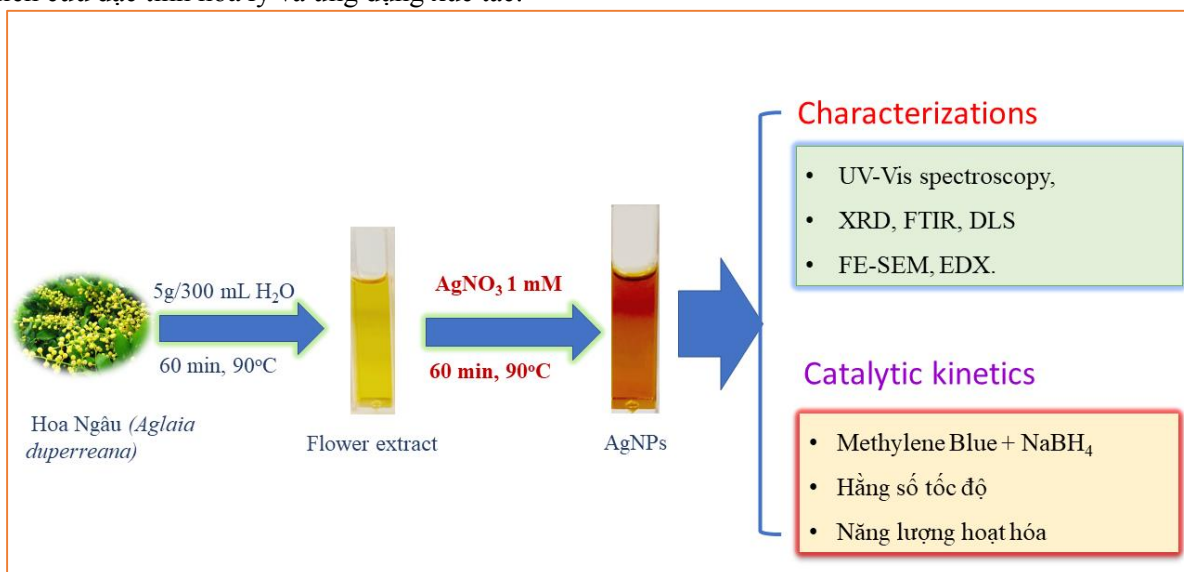 5g/300 mL H₂O
60 min, 90°C
Hoa Ngâu (Aglaia
duperreana)
Flower extract
AgNO₃ 1 mM
60 min, 90°C
AgNPs
Characterizations
• UV-Vis spectroscopy,
• XRD, FTIR, DLS
• FE-SEM, EDX.
Catalytic kinetics
• Methylene Blue + NaBH₄
• Hằng số tốc độ
• Năng lượng hoạt hóa